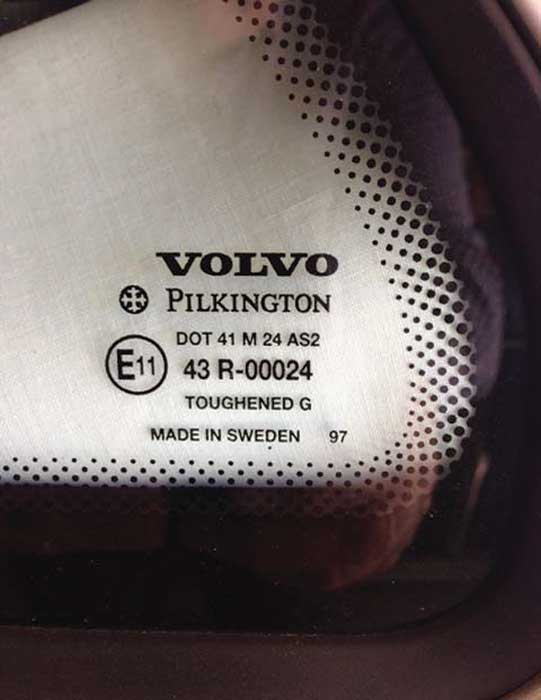 VOLVO
PILKINGTON
DOT 41 M 24 AS2
E11 43 R-00024
TOUGHENED G
MADE IN SWEDEN 97